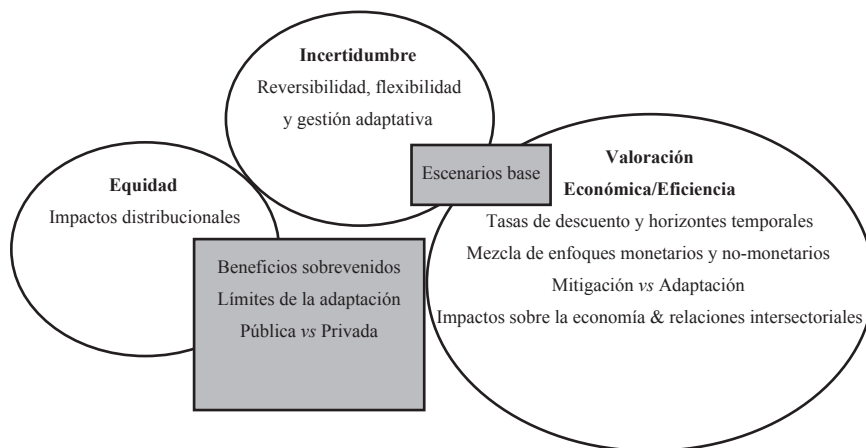 Incertidumbre
Reversibilidad, flexibilidad
y gestión adaptativa
Escenarios base
Valoración
Económica/Eficiencia
Tasas de descuento y horizontes temporales
Mezcla de enfoques monetarios y no-monetarios
Mitigación vs Adaptación
Impactos sobre la economía & relaciones intersectoriales
Equidad
Impactos distribucionales
Beneficios sobrevenidos
Límites de la adaptación
Pública vs Privada